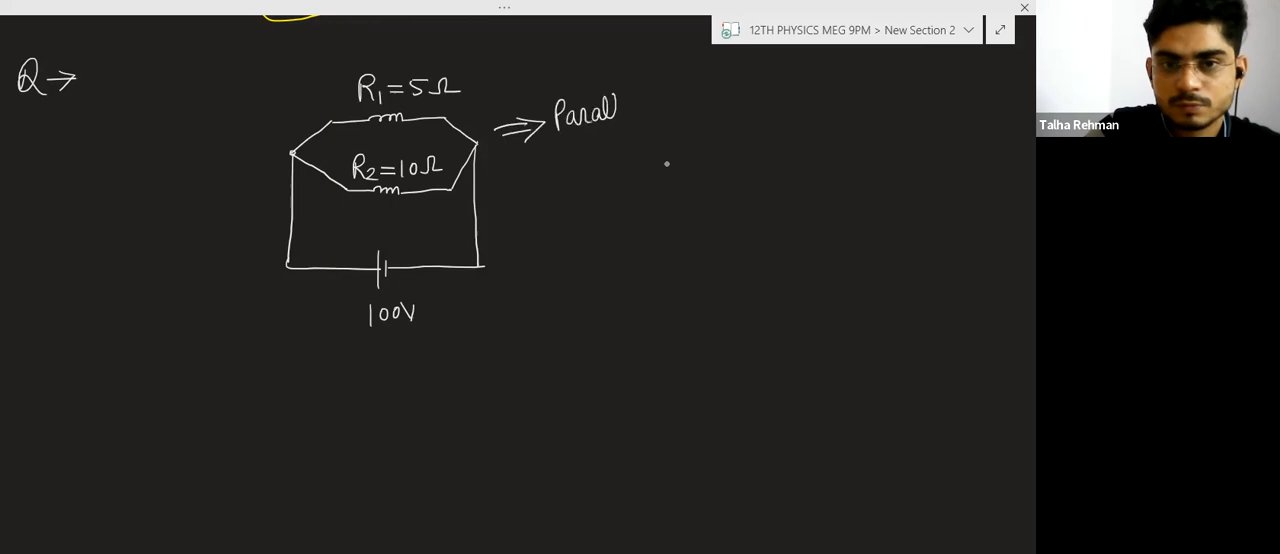 12TH PHYSICS MEG 9PM > New Section 2
Talha Rehman
Q →
R₁ = 5Ω
⇒ Parall
R₂ = 10Ω
100V